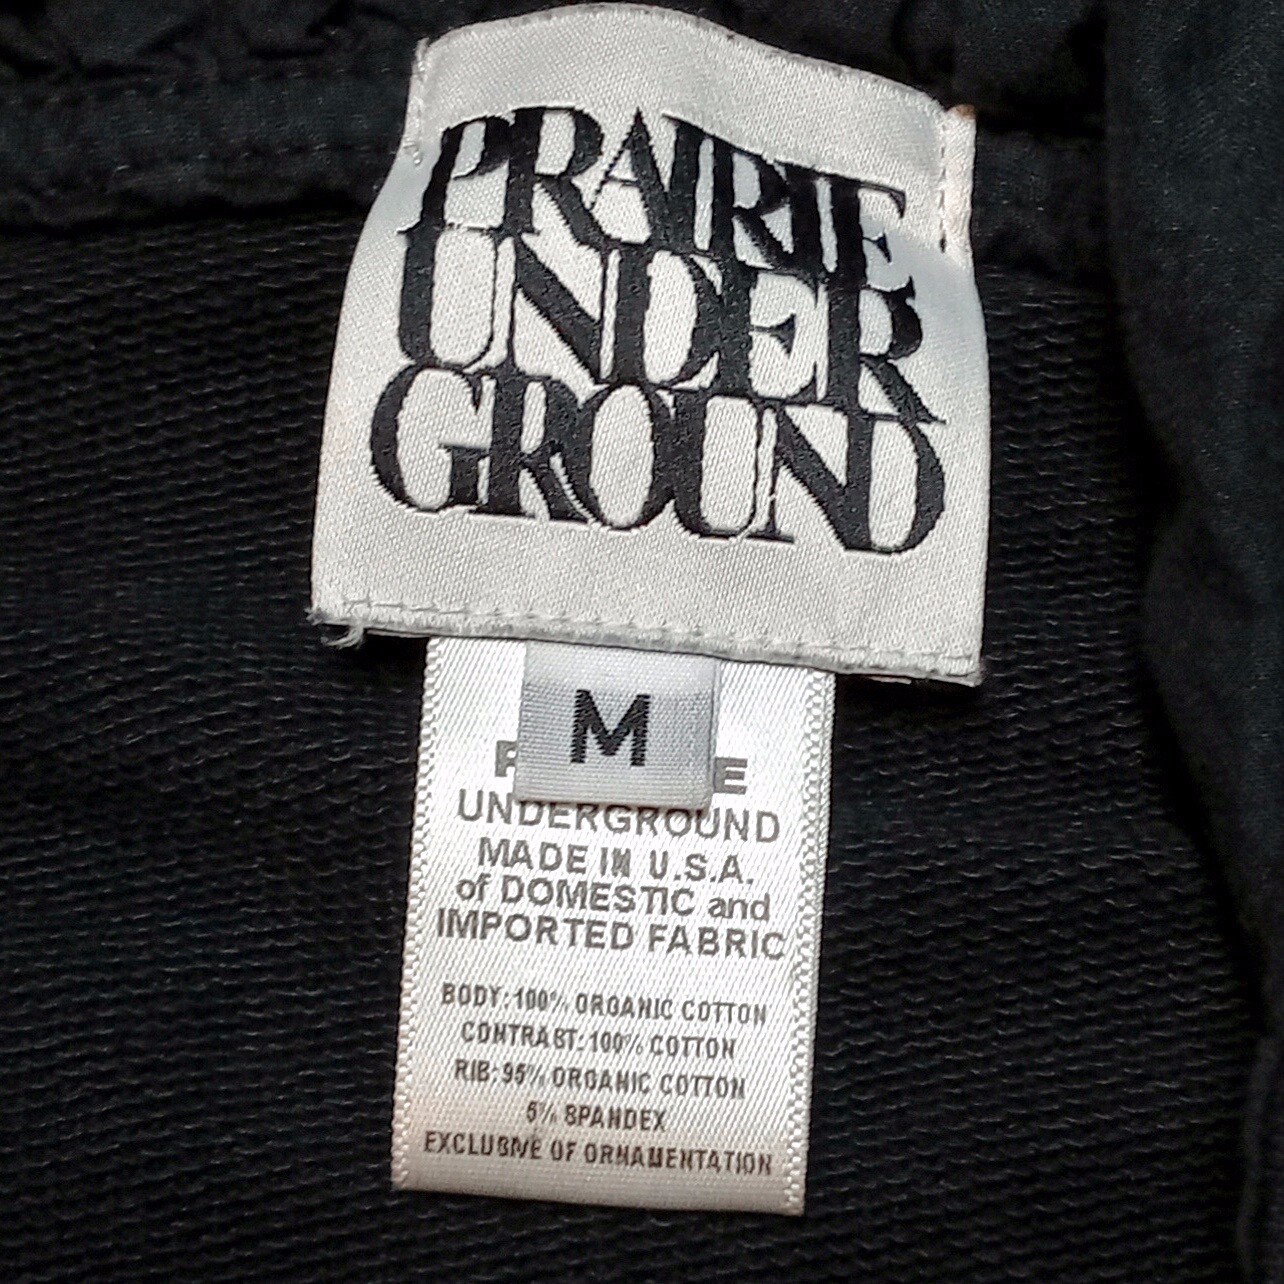 PRAIRIE
UNDER
GROUND
M
UNDERGROUND
MADE IN U.S.A.
of DOMESTIC and
IMPORTED FABRIC
BODY: 100% ORGANIC COTTON
CONTRAST: 100% COTTON
RIB: 95% ORGANIC COTTON
5% SPANDEX
EXCLUSIVE OF ORNAMENTATION